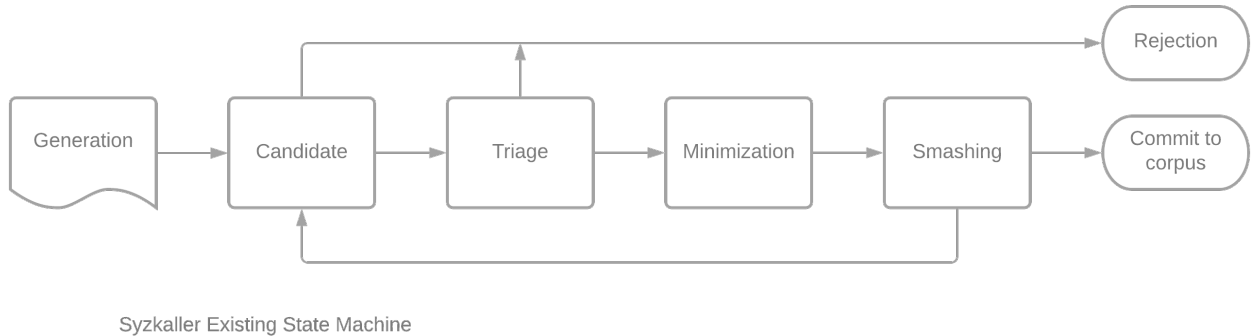 Rejection
Generation
Candidate
Triage
Minimization
Smashing
Commit to
corpus
Syzkaller Existing State Machine